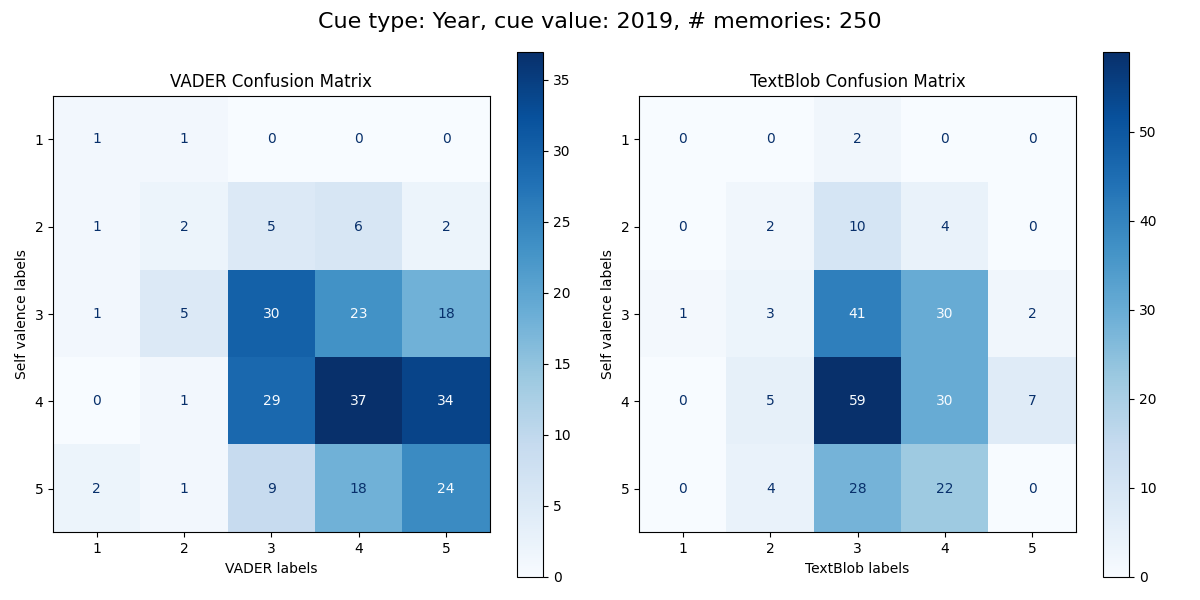 Cue type: Year, cue value: 2019, # memories: 250
VADER Confusion Matrix
Self valence labels
1 1 1 0 0 0
2 1 2 5 6 2
3 1 5 30 23 18
4 0 1 29 37 34
5 2 1 9 18 24
1 2 3 4 5
VADER labels
35
30
25
20
15
10
5
0
TextBlob Confusion Matrix
Self valence labels
1 0 0 2 0 0
2 0 2 10 4 0
3 1 3 41 30 2
4 0 5 59 30 7
5 0 4 28 22 0
1 2 3 4 5
TextBlob labels
50
40
30
20
10
0